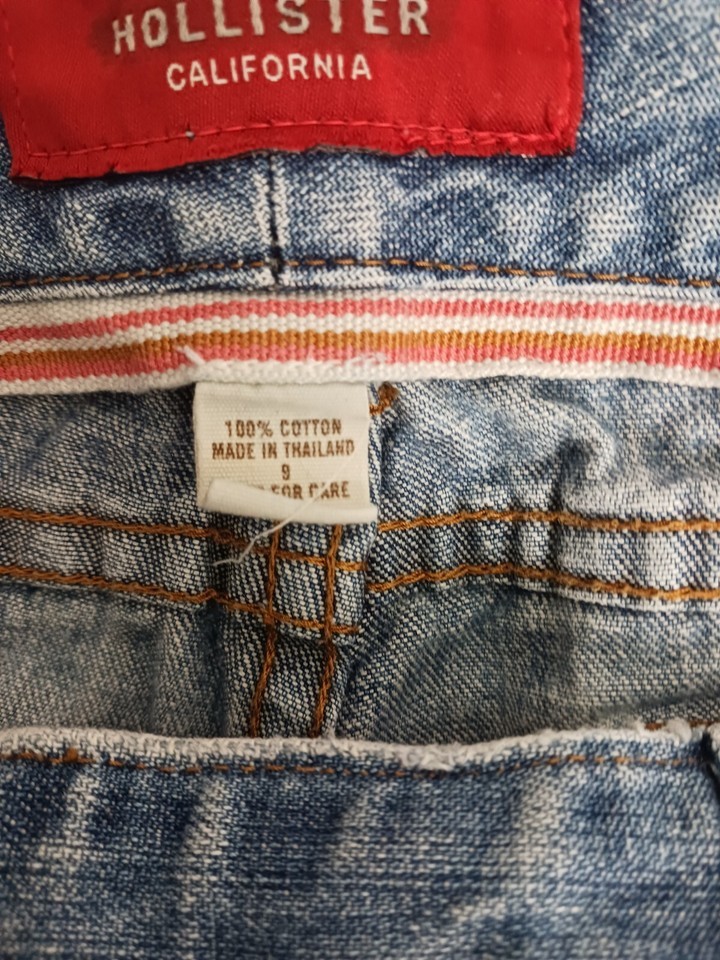 HOLLISTER
CALIFORNIA
100% COTTON
MADE IN THAILAND
9
FOR CARE